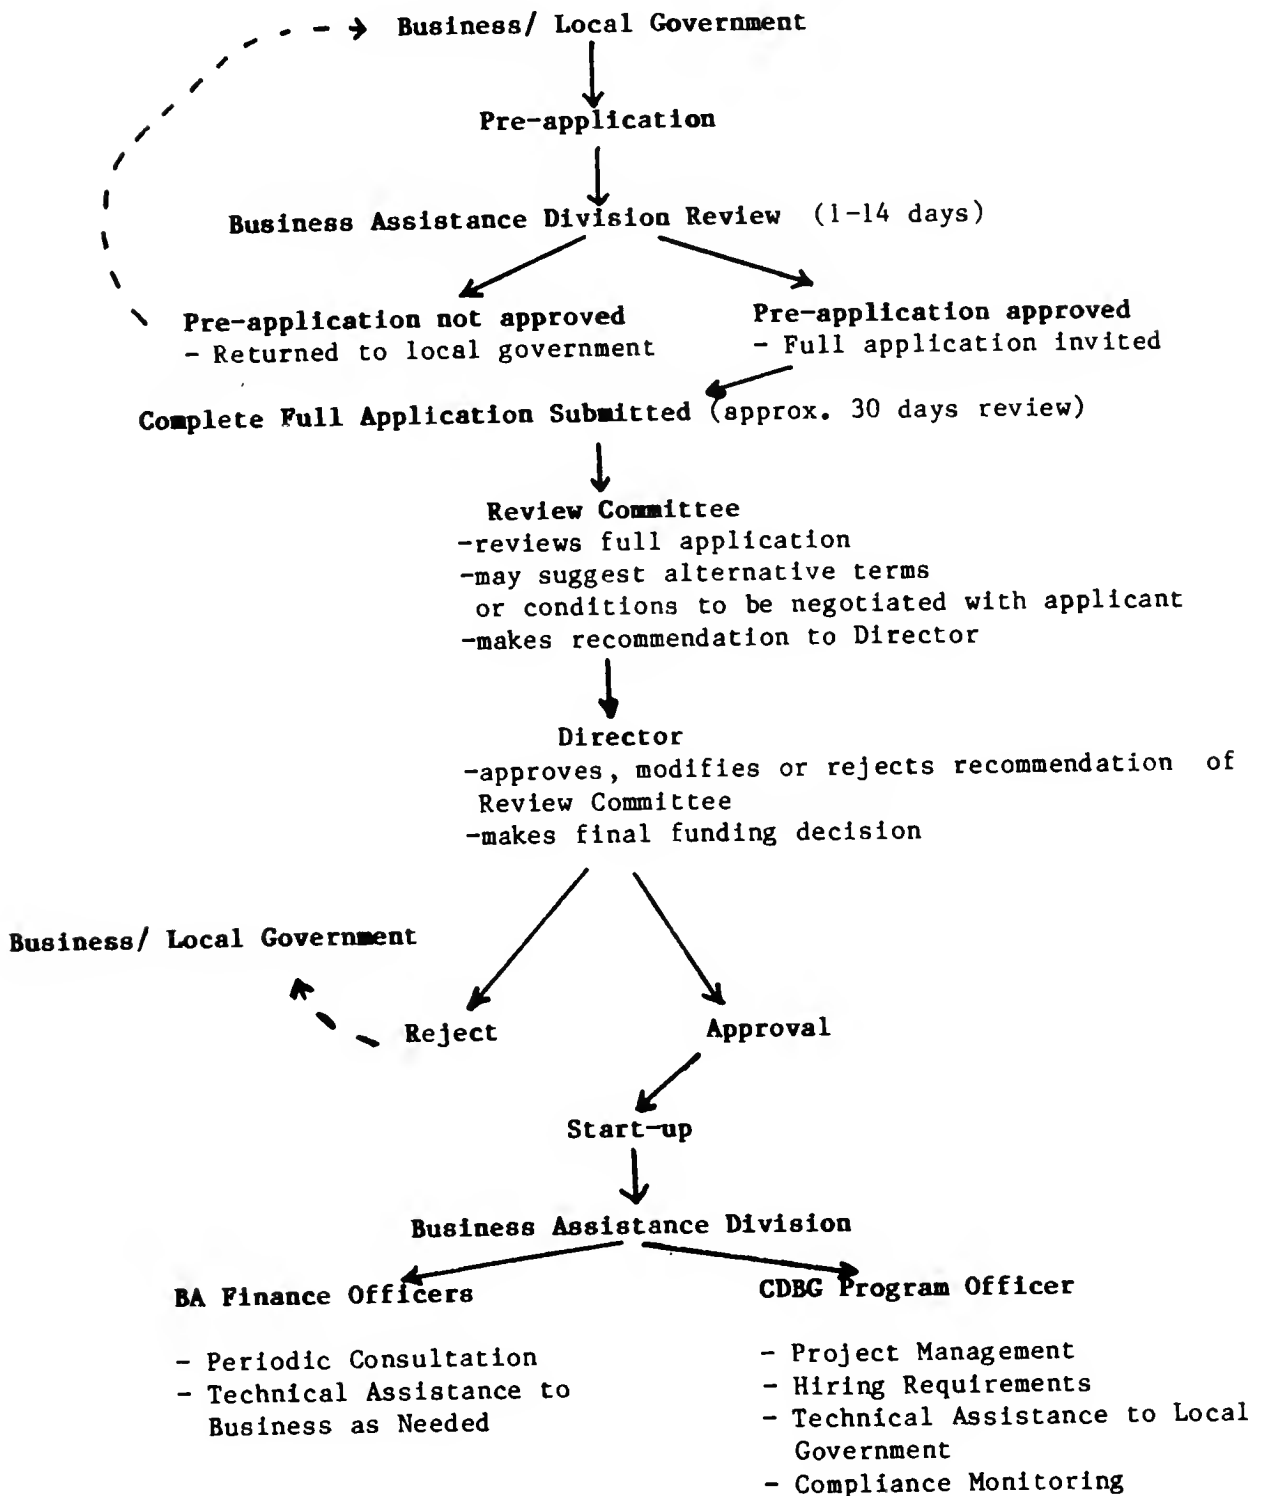 Business/ Local Government
Pre-application
Business Assistance Division Review (1-14 days)
Pre-application not approved
- Returned to local government
Pre-application approved
- Full application invited
Complete Full Application Submitted (approx. 30 days review)
Review Committee
-reviews full application
-may suggest alternative terms
or conditions to be negotiated with applicant
-makes recommendation to Director
Director
-approves, modifies or rejects recommendation of
Review Committee
-makes final funding decision
Business/ Local Government
Reject
Approval
Start-up
Business Assistance Division
BA Finance Officers
- Periodic Consultation
- Technical Assistance to
Business as Needed
CDBG Program Officer
- Project Management
- Hiring Requirements
- Technical Assistance to Local
Government
- Compliance Monitoring